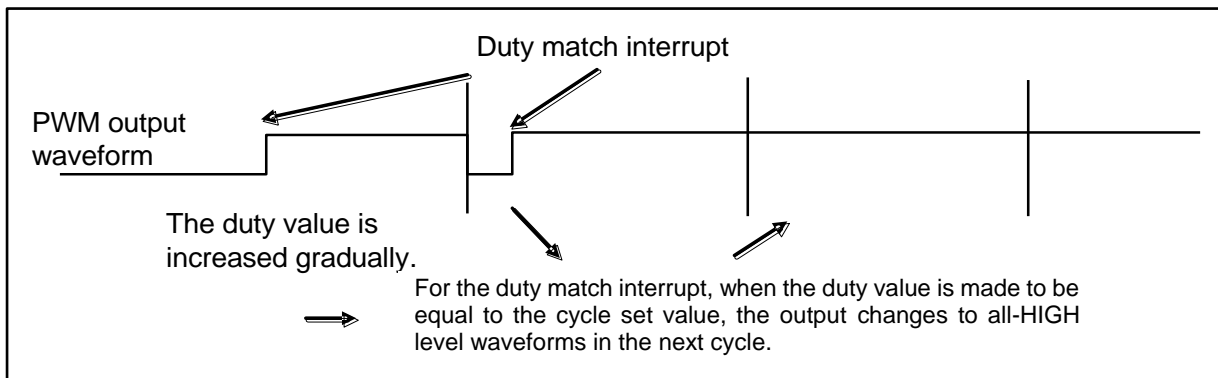 Duty match interrupt
PWM output
waveform
The duty value is
increased gradually.
For the duty match interrupt, when the duty value is made to be
equal to the cycle set value, the output changes to all-HIGH
level waveforms in the next cycle.